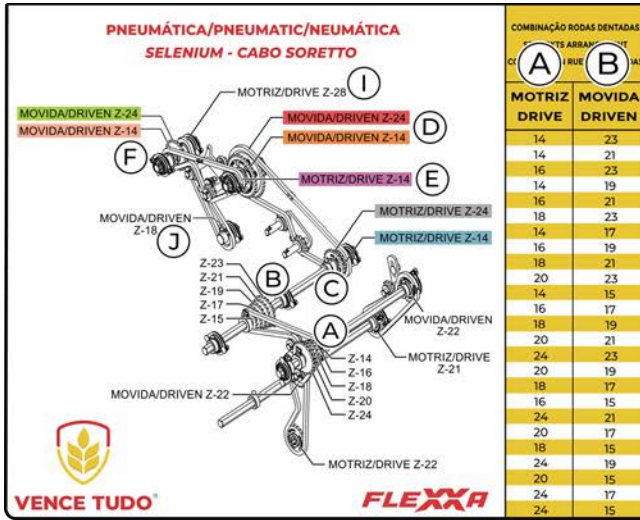 PNEUMÁTICA/PNEUMATIC/NEUMÁTICA
SELENIUM - CABO SORETTO
MOTRIZ/DRIVE Z-28
I
MOVIDA/DRIVEN Z-24
MOVIDA/DRIVEN Z-14
F
MOVIDA/DRIVEN Z-24
MOVIDA/DRIVEN Z-14
D
MOTRIZ/DRIVE Z-14
E
MOVIDA/DRIVEN
Z-18
J
MOTRIZ/DRIVE Z-24
MOTRIZ/DRIVE Z-14
C
B
Z-23
Z-21
Z-19
Z-17
Z-15
A
MOVIDA/DRIVEN
Z-22
MOTRIZ/DRIVE
Z-21
Z-14
Z-16
Z-18
Z-20
Z-24
MOVIDA/DRIVEN Z-22
MOTRIZ/DRIVE Z-22
VENCE TUDO®
FLEXXA
COMBINAÇÃO RODAS DENTADAS
A B
MOTRIZ MOVIDA
DRIVE DRIVEN
14 23
14 21
16 23
14 19
16 21
18 23
14 17
16 19
18 21
20 23
14 15
16 17
18 19
20 21
24 23
20 19
18 17
16 15
24 21
20 17
18 15
24 19
20 15
24 17
24 15